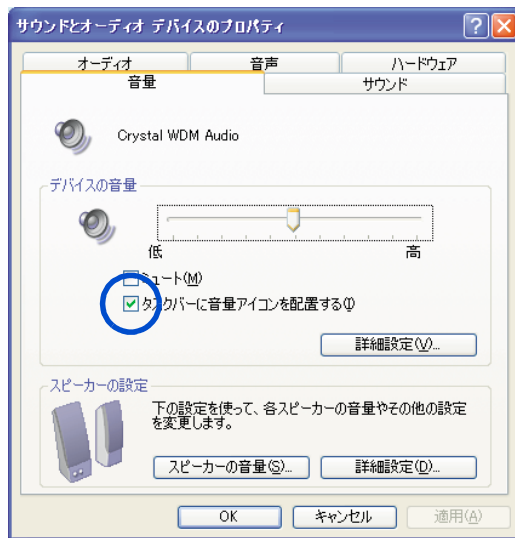 サウンドとオーディオ デバイスのプロパティ
オーディオ 音声 ハードウェア
音量 サウンド
Crystal WDM Audio
デバイスの音量
低 高
ミュート(M)
タスクバーに音量アイコンを配置する(I)
詳細設定(V)...
スピーカーの設定
下の設定を使って、各スピーカーの音量やその他の設定
を変更します。
スピーカーの音量(S)... 詳細設定(D)...
OK キャンセル 適用(A)